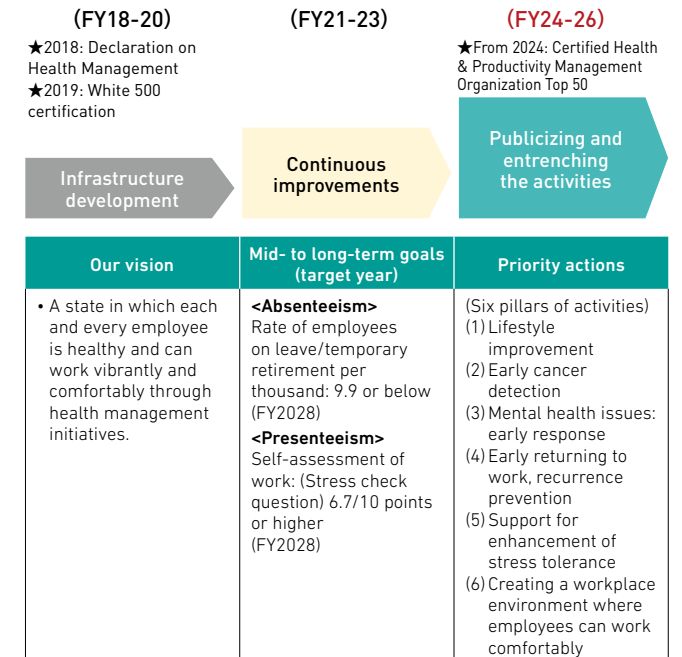 (FY18-20)
★2018: Declaration on
Health Management
★2019: White 500
certification
Infrastructure
development
(FY21-23)
Continuous
improvements
(FY24-26)
★From 2024: Certified Health
& Productivity Management
Organization Top 50
Publicizing and
entrenching
the activities
Our vision
• A state in which each
and every employee
is healthy and can
work vibrantly and
comfortably through
health management
initiatives.
Mid- to long-term goals
(target year)
<Absenteeism>
Rate of employees
on leave/temporary
retirement per
thousand: 9.9 or below
(FY2028)
<Presenteeism>
Self-assessment of
work: (Stress check
question) 6.7/10 points
or higher
(FY2028)
Priority actions
(Six pillars of activities)
(1) Lifestyle
improvement
(2) Early cancer
detection
(3) Mental health issues:
early response
(4) Early returning to
work, recurrence
prevention
(5) Support for
enhancement of
stress tolerance
(6) Creating a workplace
environment where
employees can work
comfortably